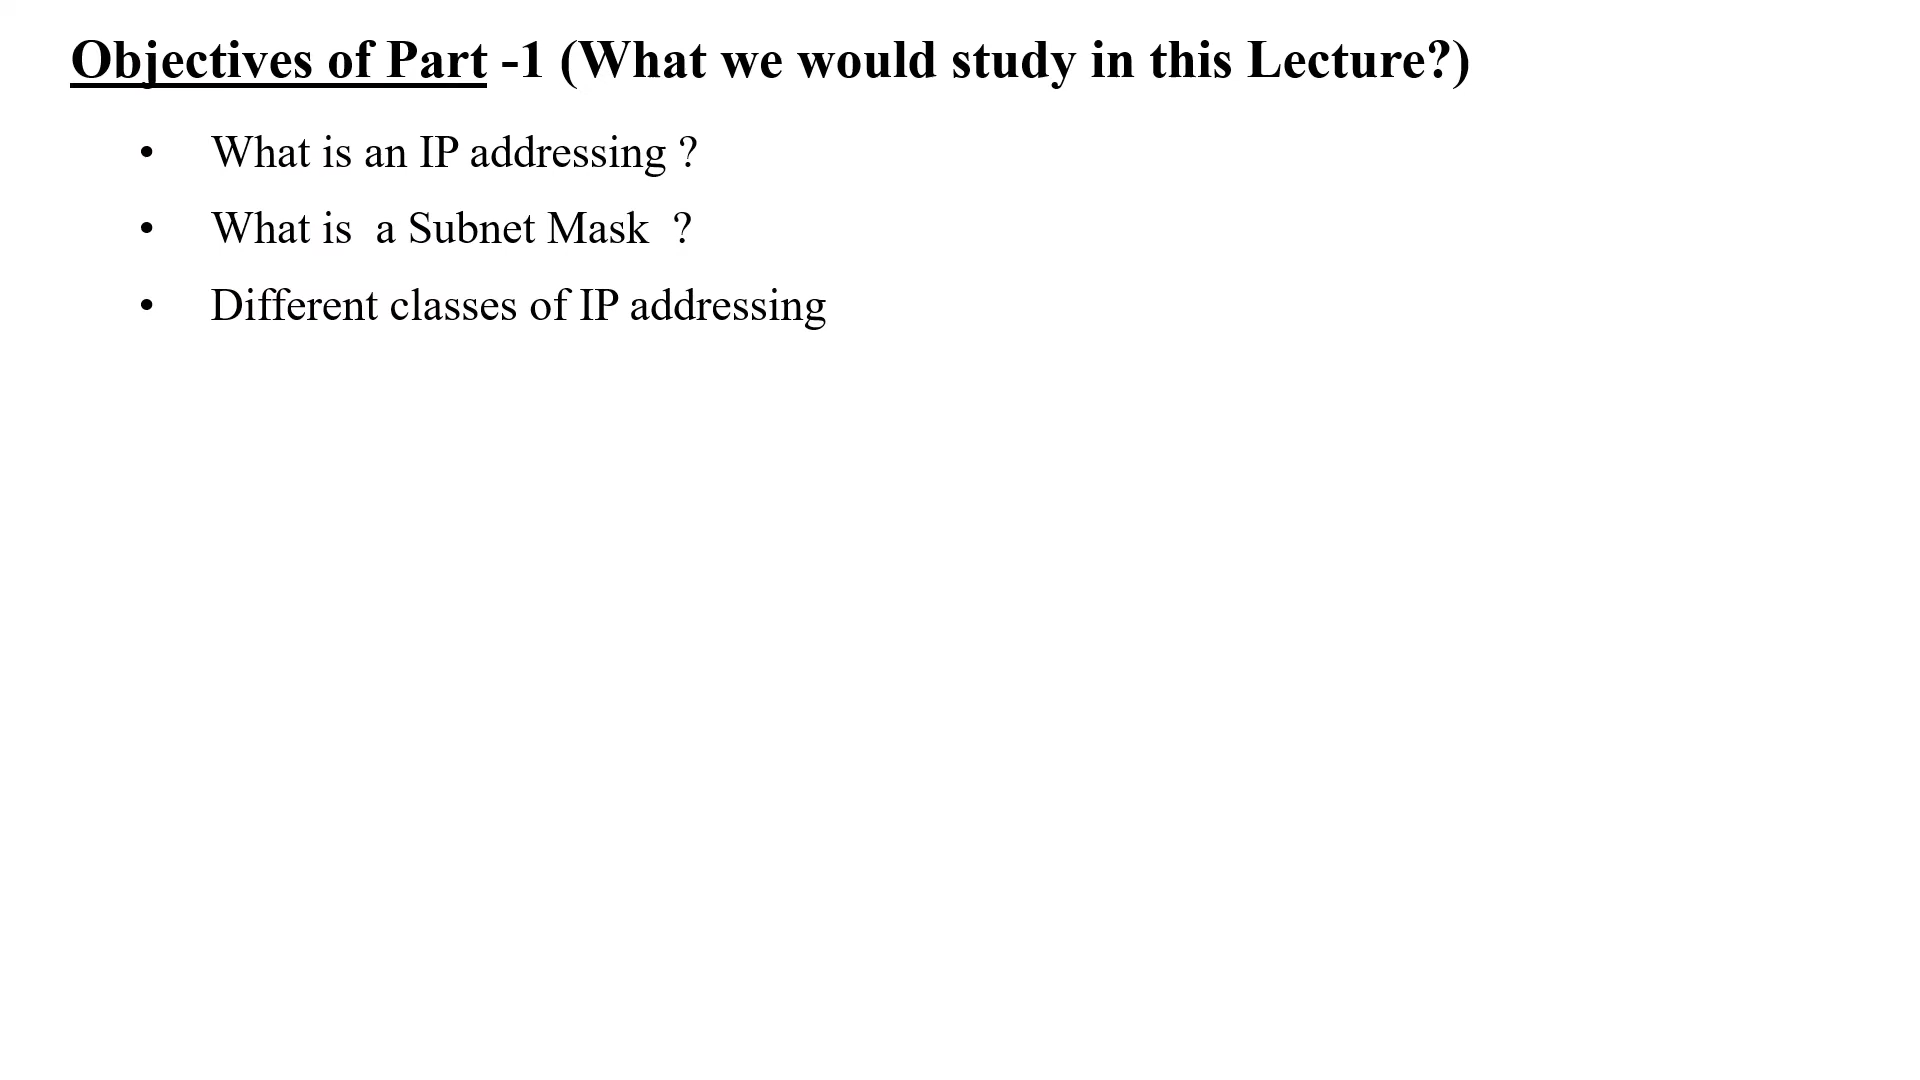 Objectives of Part -1 (What we would study in this Lecture?)
• What is an IP addressing ?
• What is  a Subnet Mask  ?
• Different classes of IP addressing